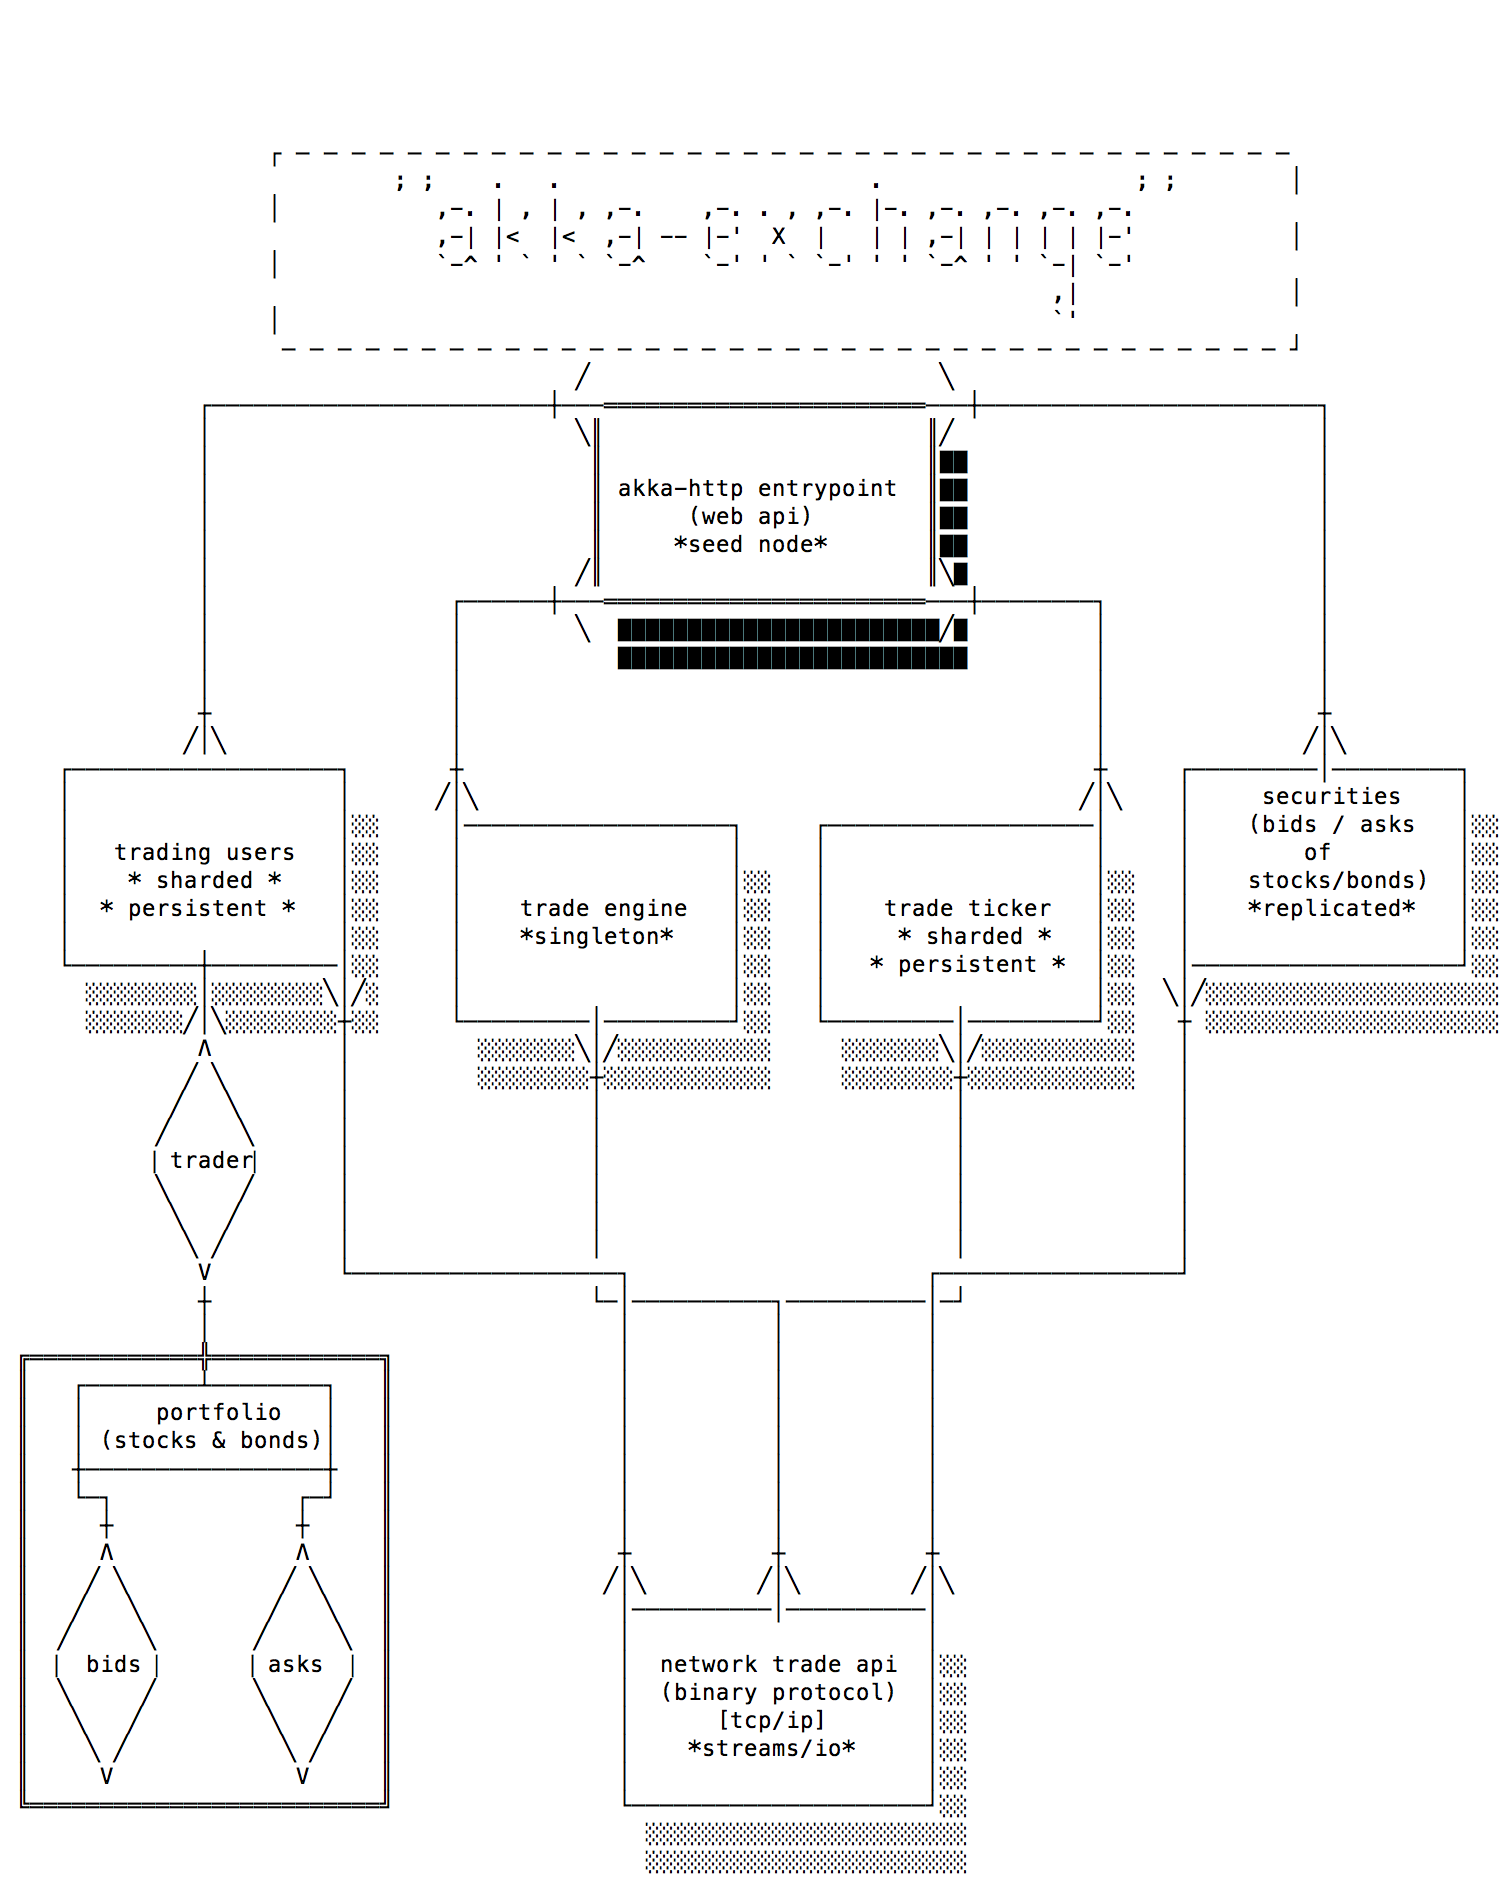 akka-exchange
akka-http entrypoint
(web api)
*seed node*
trading users
* sharded *
* persistent *
trade engine
*singleton*
trade ticker
* sharded *
* persistent *
securities
(bids / asks
of
stocks/bonds)
*replicated*
trader
portfolio
(stocks & bonds)
bids
asks
network trade api
(binary protocol)
[tcp/ip]
*streams/io*